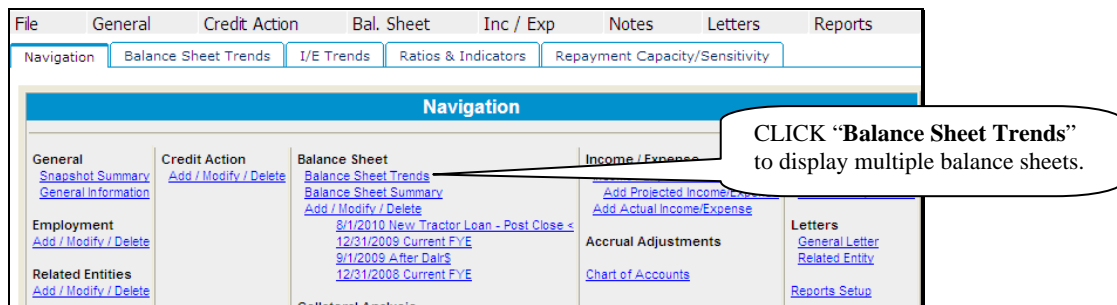 File General Credit Action Bal. Sheet Inc / Exp Notes Letters Reports
Navigation Balance Sheet Trends I/E Trends Ratios & Indicators Repayment Capacity/Sensitivity
Navigation
CLICK “Balance Sheet Trends”
to display multiple balance sheets.
General
Snapshot Summary
General Information
Employment
Add / Modify / Delete
Related Entities
Add / Modify / Delete
Credit Action
Add / Modify / Delete
Balance Sheet
Balance Sheet Trends
Balance Sheet Summary
Add / Modify / Delete
8/1/2010 New Tractor Loan - Post Close <
12/31/2009 Current FYE
9/1/2009 After Dalr$
12/31/2008 Current FYE
Collateral Analysis
Income / Expense
Add Projected
Add Actual Income/Expense
Accrual Adjustments
Chart of Accounts
Letters
General Letter
Related Entity
Reports Setup